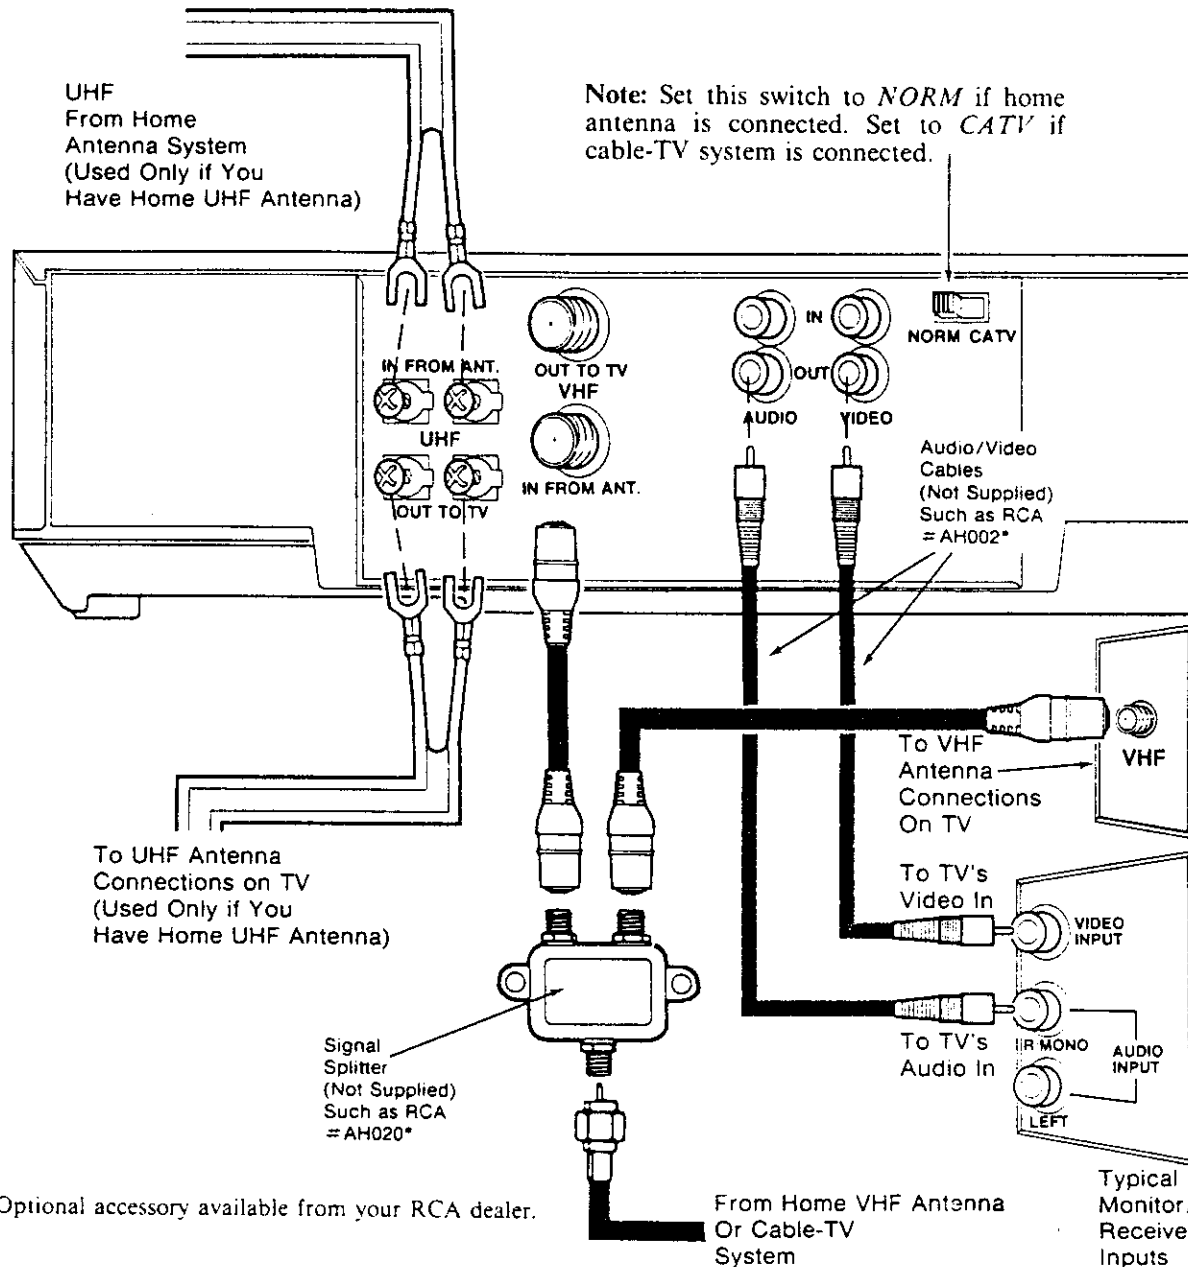 UHF
From Home
Antenna System
(Used Only if You
Have Home UHF Antenna)
Note: Set this switch to NORM if home
antenna is connected. Set to CATV if
cable-TV system is connected.
IN FROM ANT.
UHF
OUT TO TV
OUT TO TV
VHF
IN FROM ANT.
IN
OUT
AUDIO
VIDEO
NORM CATV
Audio/Video
Cables
(Not Supplied)
Such as RCA
=AH002*
To VHF
Antenna
Connections
On TV
VHF
To UHF Antenna
Connections on TV
(Used Only if You
Have Home UHF Antenna)
To TV's
Video In
VIDEO
INPUT
To TV's
Audio In
R MONO
AUDIO
INPUT
LEFT
Signal
Splitter
(Not Supplied)
Such as RCA
=AH020*
Optional accessory available from your RCA dealer.
From Home VHF Antenna
Or Cable-TV
System
Typical
Monitor
Receive
Inputs